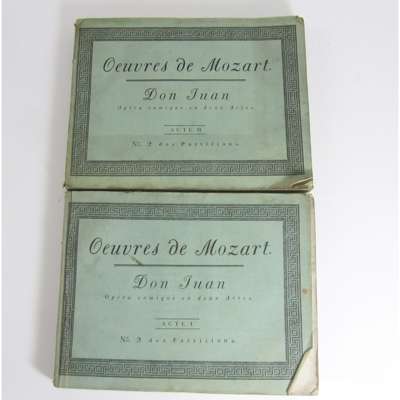 Oeuvres de Mozart.
Don Juan
Opéra comique en deux Actes.
ACTE II
No. 2 des Partitions.
Oeuvres de Mozart.
Don Juan
Opéra comique en deux Actes.
ACTE I
No. 2 des Partitions.